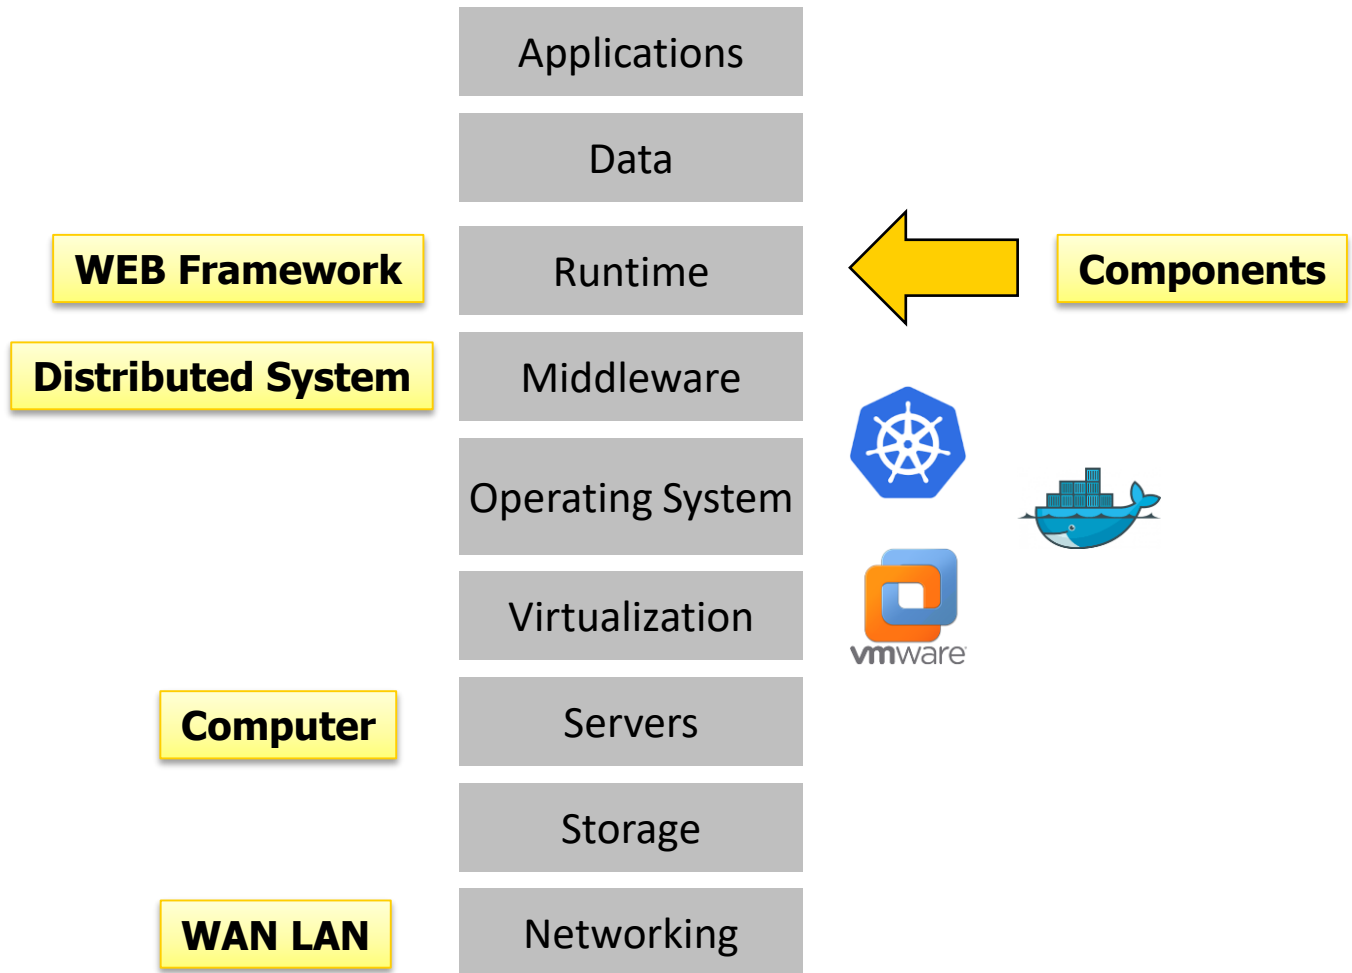 Applications
Data
WEB Framework
Runtime
Components
Distributed System
Middleware
Operating System
Virtualization
vmware
Computer
Servers
Storage
WAN LAN
Networking